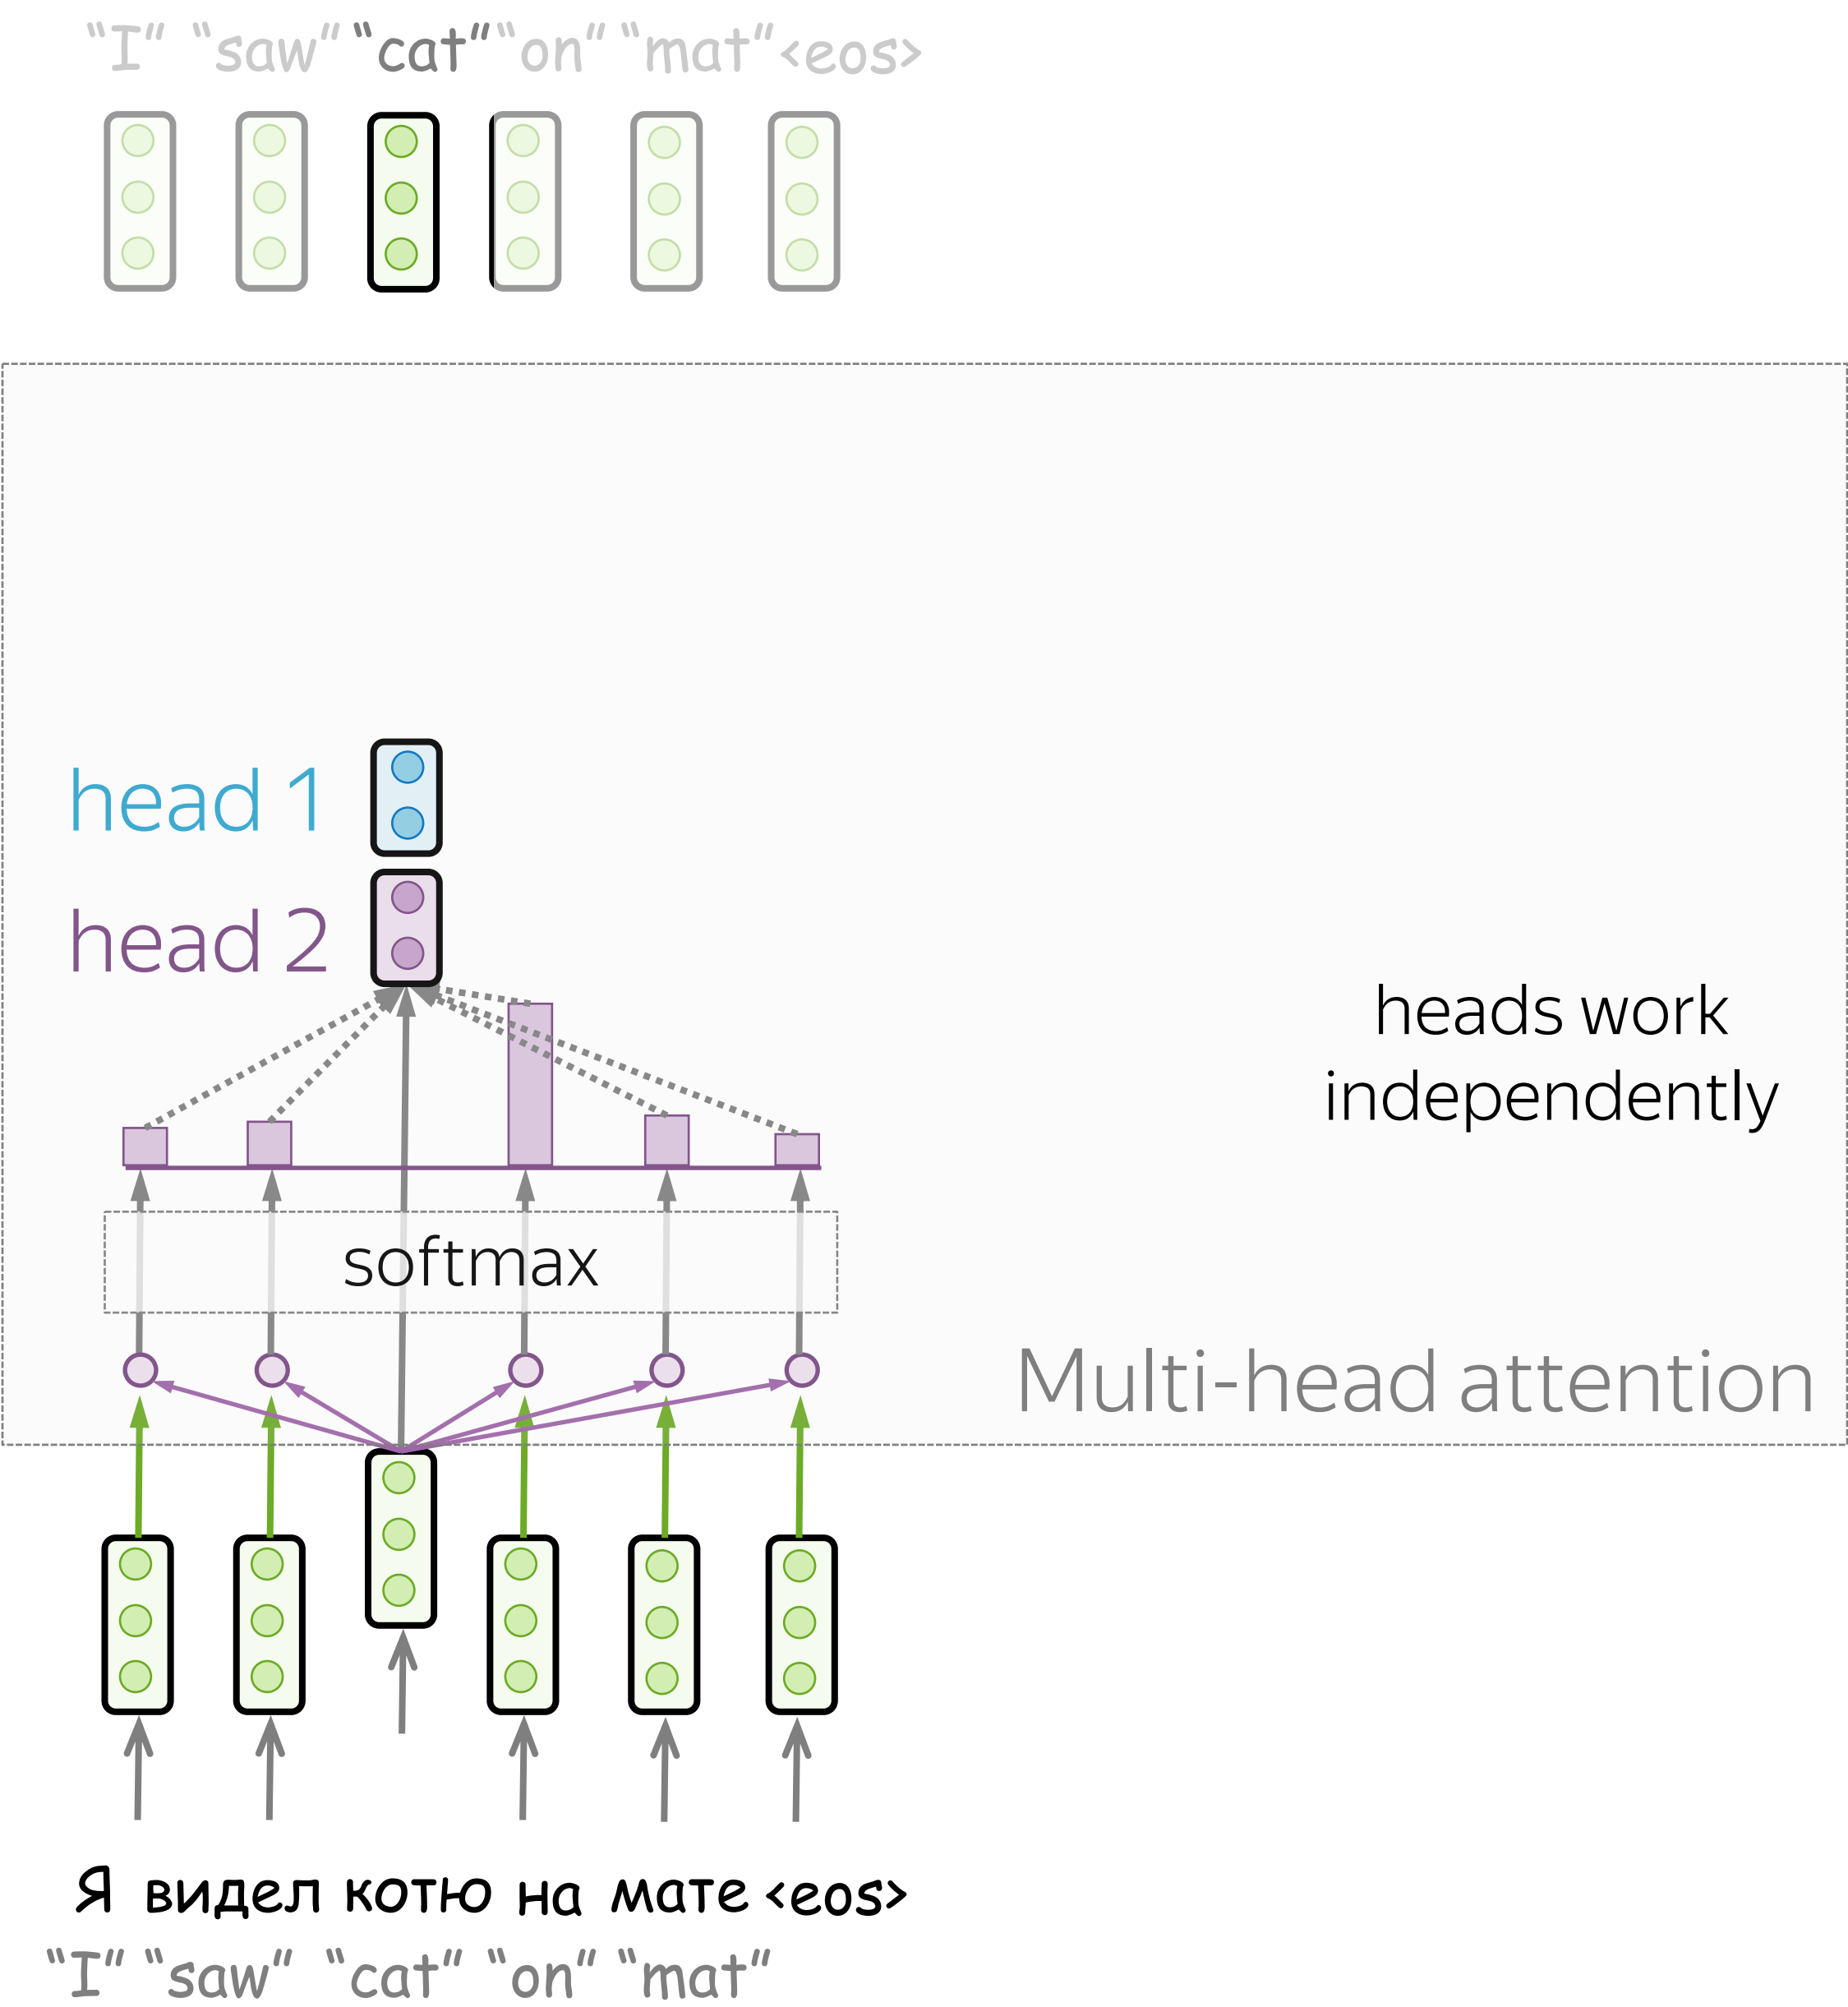 "I" "saw" "cat" "on" "mat" <eos>
head 1
head 2
heads work
independently
softmax
Multi-head attention
Я видел котю на мате <eos>
"I" "saw" "cat" "on" "mat"